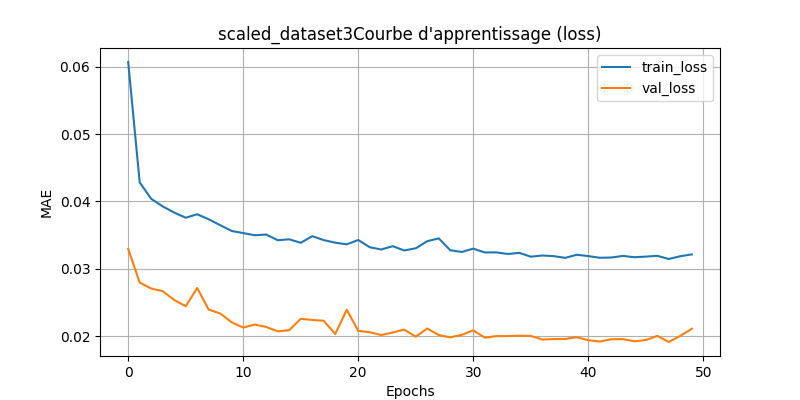 scaled_dataset3Courbe d'apprentissage (loss)
train_loss
val_loss
0.06
0.05
0.04
0.03
0.02
MAE
0 10 20 30 40 50
Epochs